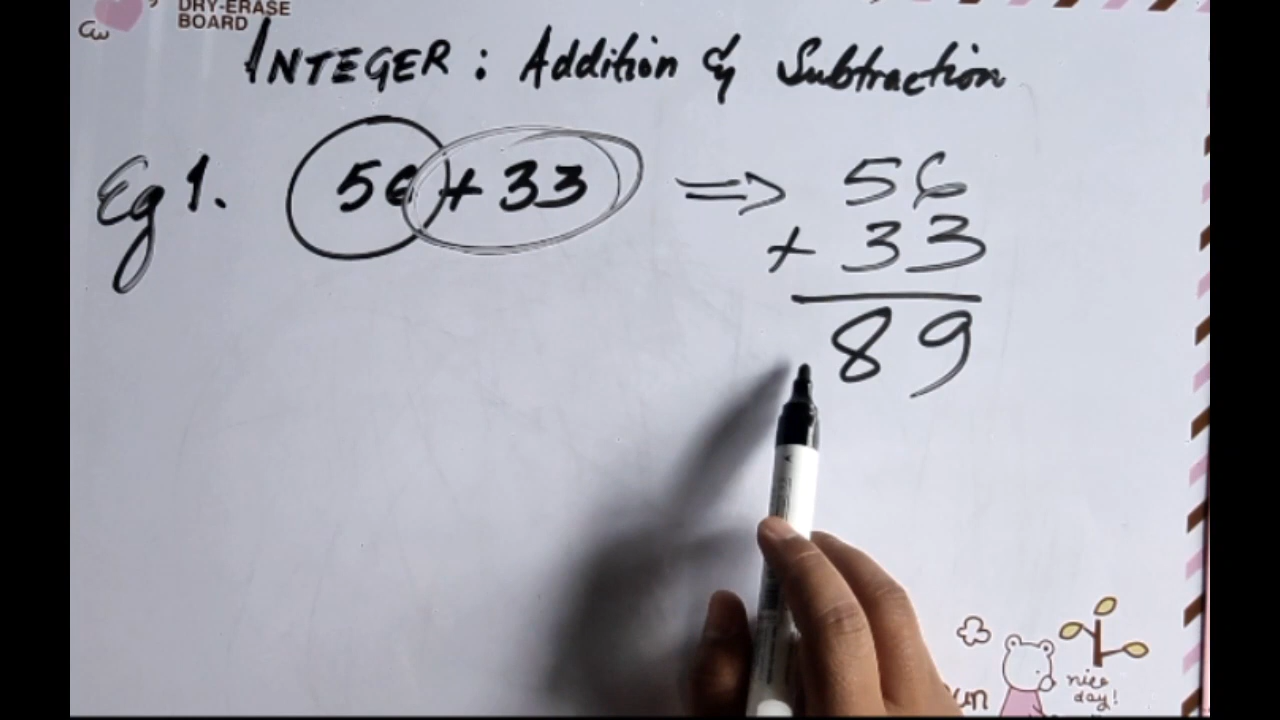 DRY-ERASE
BOARD
INTEGER : Addition & Subtraction
Eg 1. 56 + 33 ⇒ 56
+ 33
89
nice
day!